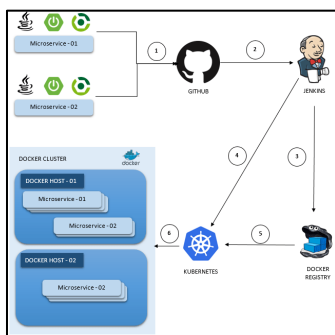 Microservice - 01
1
2
GITHUB
JENKINS
Microservice - 02
4
3
DOCKER CLUSTER
docker
DOCKER HOST - 01
Microservice - 01
Microservice - 02
6
5
KUBERNETES
DOCKER
REGISTRY
DOCKER HOST - 02
Microservice - 02